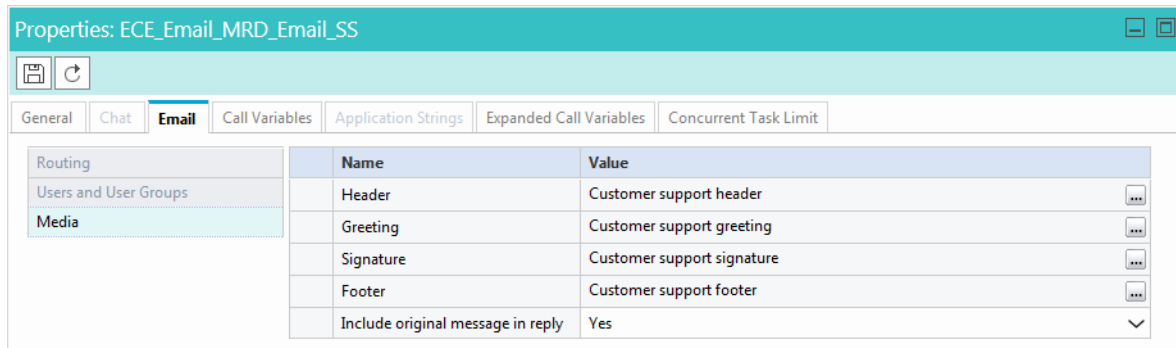 Properties: ECE_Email_MRD_Email_SS
General Chat Email Call Variables Application Strings Expanded Call Variables Concurrent Task Limit
Routing
Users and User Groups
Media
Name Value
Header Customer support header ...
Greeting Customer support greeting ...
Signature Customer support signature ...
Footer Customer support footer ...
Include original message in reply Yes